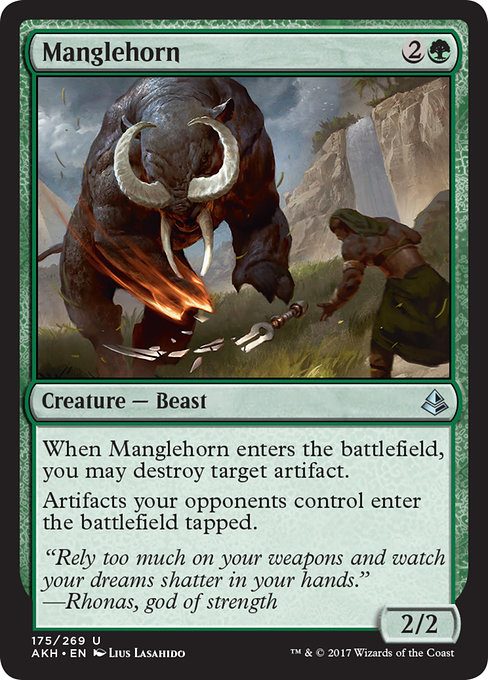 Manglehorn 2
Creature — Beast
When Manglehorn enters the battlefield,
you may destroy target artifact.
Artifacts your opponents control enter
the battlefield tapped.
“Rely too much on your weapons and watch
your dreams shatter in your hands.”
—Rhonas, god of strength
2/2
175/269 U
AKH • EN Lius Lasahido
™ & © 2017 Wizards of the Coast